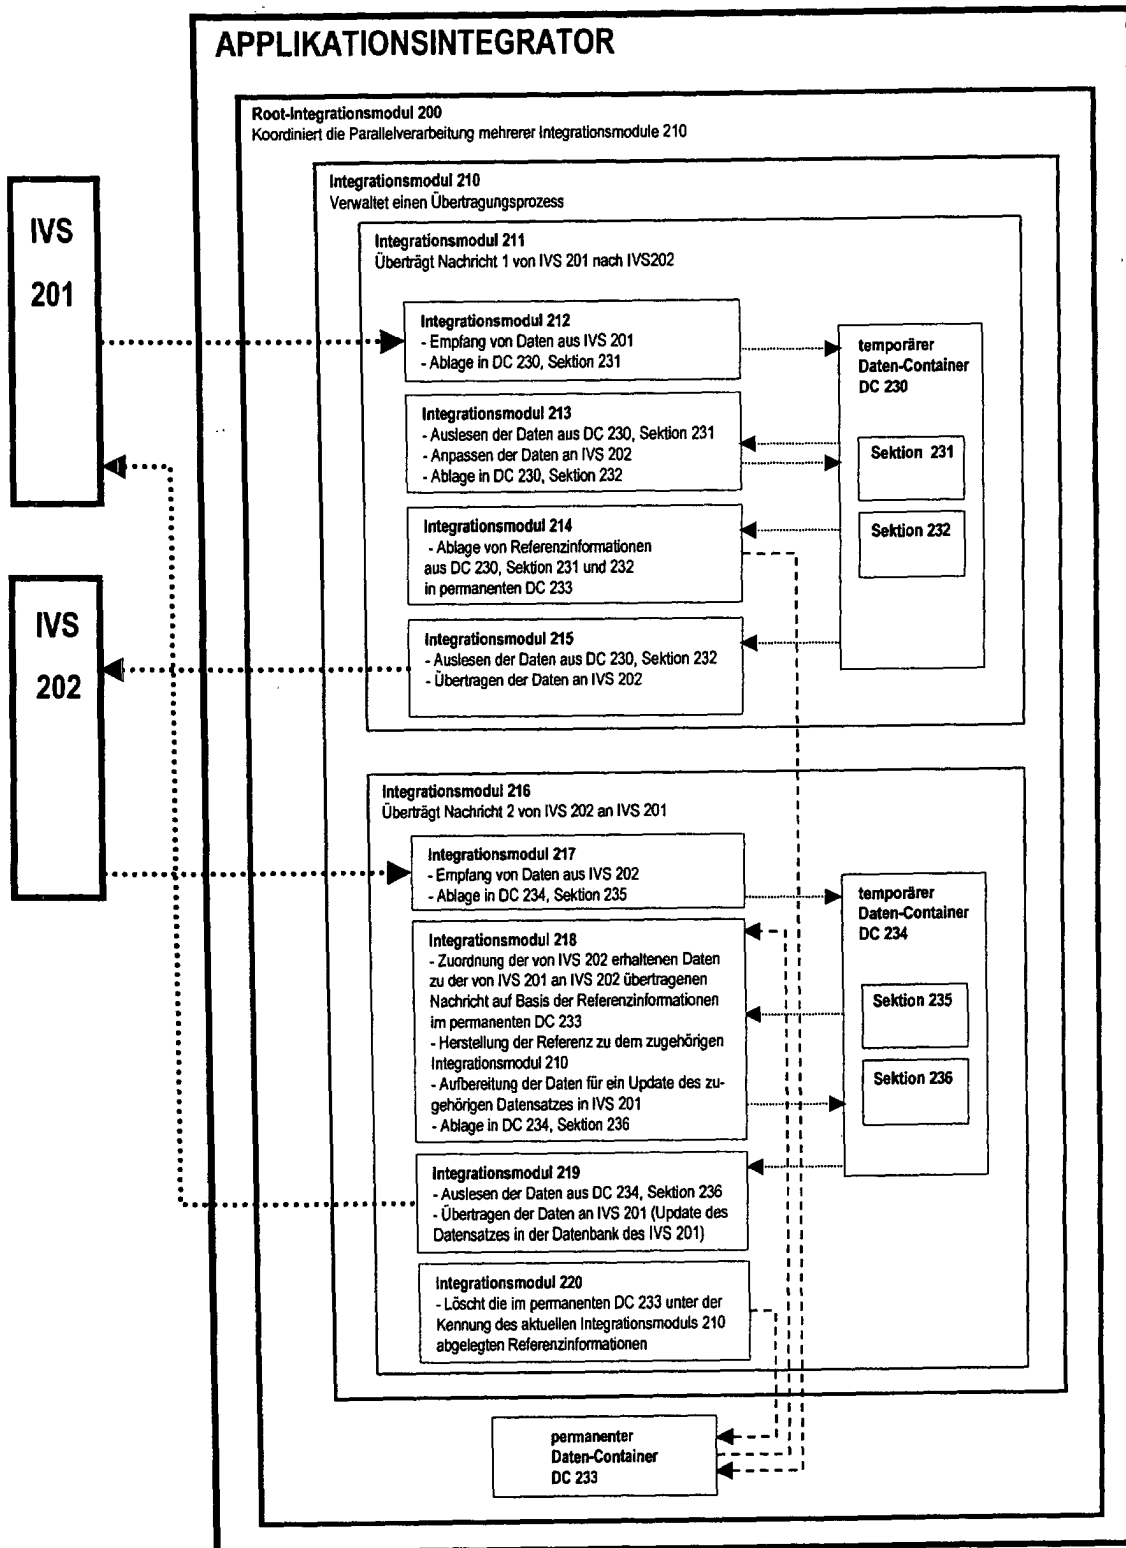 APPLIKATIONSINTEGRATOR
Root-Integrationsmodul 200
Koordiniert die Parallelverarbeitung mehrerer Integrationsmodule 210
Integrationsmodul 210
Verwaltet einen Übertragungsprozess
IVS
201
Integrationsmodul 211
Überträgt Nachricht 1 von IVS 201 nach IVS202
Integrationsmodul 212
- Empfang von Daten aus IVS 201
- Ablage in DC 230, Sektion 231
temporärer
Daten-Container
DC 230
Sektion 231
Sektion 232
Integrationsmodul 213
- Auslesen der Daten aus DC 230, Sektion 231
- Anpassen der Daten an IVS 202
- Ablage in DC 230, Sektion 232
Integrationsmodul 214
- Ablage von Referenzinformationen
aus DC 230, Sektion 231 und 232
in permanenten DC 233
IVS
202
Integrationsmodul 215
- Auslesen der Daten aus DC 230, Sektion 232
- Übertragen der Daten an IVS 202
Integrationsmodul 216
Überträgt Nachricht 2 von IVS 202 an IVS 201
Integrationsmodul 217
- Empfang von Daten aus IVS 202
- Ablage in DC 234, Sektion 235
temporärer
Daten-Container
DC 234
Sektion 235
Sektion 236
Integrationsmodul 218
- Zuordnung der von IVS 202 erhaltenen Daten
zu der von IVS 201 an IVS 202 übertragenen
Nachricht auf Basis der Referenzinformationen
im permanenten DC 233
- Herstellung der Referenz zu dem zugehörigen
Integrationsmodul 210
- Aufbereitung der Daten für ein Update des zu-
gehörigen Datensatzes in IVS 201
- Ablage in DC 234, Sektion 236
Integrationsmodul 219
- Auslesen der Daten aus DC 234, Sektion 236
- Übertragen der Daten an IVS 201 (Update des
Datensatzes in der Datenbank des IVS 201)
Integrationsmodul 220
- Löscht die im permanenten DC 233 unter der
Kennung des aktuellen Integrationsmoduls 210
abgelegten Referenzinformationen
permanenter
Daten-Container
DC 233